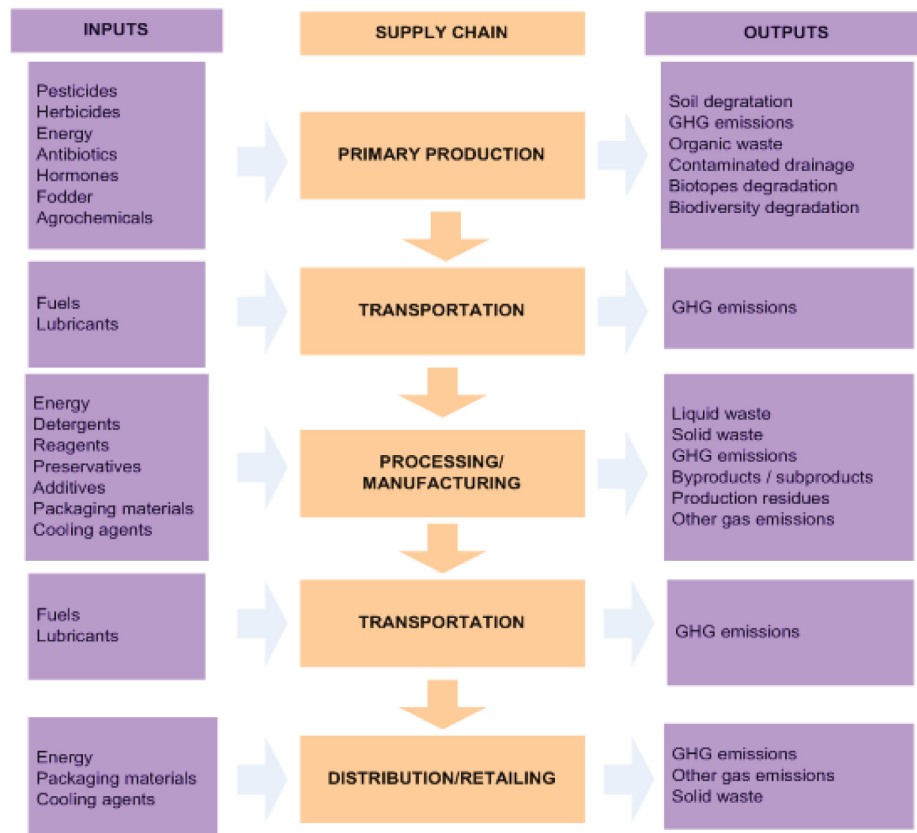 INPUTS
SUPPLY CHAIN
OUTPUTS
Pesticides
Herbicides
Energy
Antibiotics
Hormones
Fodder
Agrochemicals
PRIMARY PRODUCTION
Soil degratation
GHG emissions
Organic waste
Contaminated drainage
Biotopes degradation
Biodiversity degradation
Fuels
Lubricants
TRANSPORTATION
GHG emissions
Energy
Detergents
Reagents
Preservatives
Additives
Packaging materials
Cooling agents
PROCESSING/
MANUFACTURING
Liquid waste
Solid waste
GHG emissions
Byproducts / subproducts
Production residues
Other gas emissions
Fuels
Lubricants
TRANSPORTATION
GHG emissions
Energy
Packaging materials
Cooling agents
DISTRIBUTION/RETAILING
GHG emissions
Other gas emissions
Solid waste